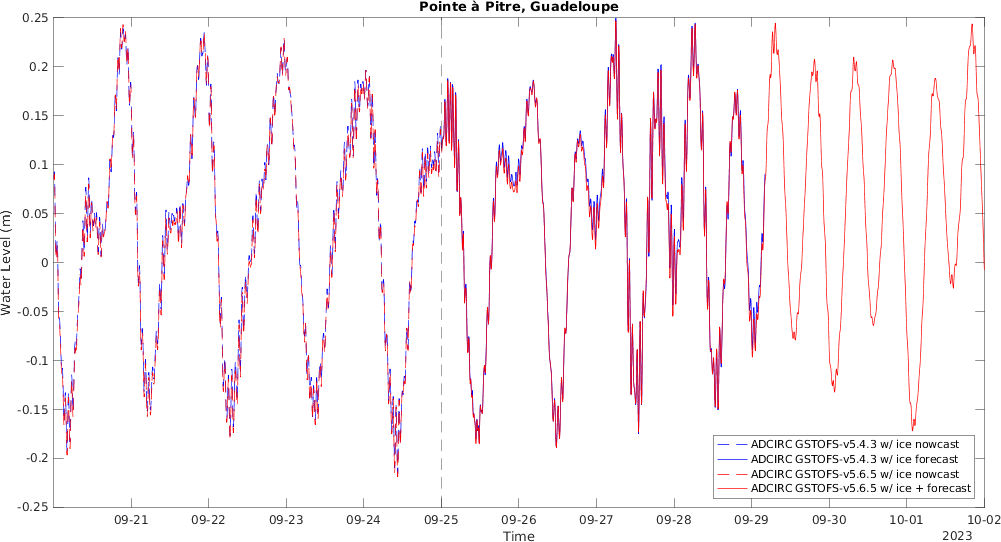 Pointe à Pitre, Guadeloupe
0.25
0.2
0.15
0.1
0.05
0
-0.05
-0.1
-0.15
-0.2
-0.25
Water Level (m)
ADCIRC GSTOFS-v5.4.3 w/ ice nowcast
ADCIRC GSTOFS-v5.4.3 w/ ice forecast
ADCIRC GSTOFS-v5.6.5 w/ ice nowcast
ADCIRC GSTOFS-v5.6.5 w/ ice + forecast
09-21 09-22 09-23 09-24 09-25 09-26 09-27 09-28 09-29 09-30 10-01 10-02
Time
2023